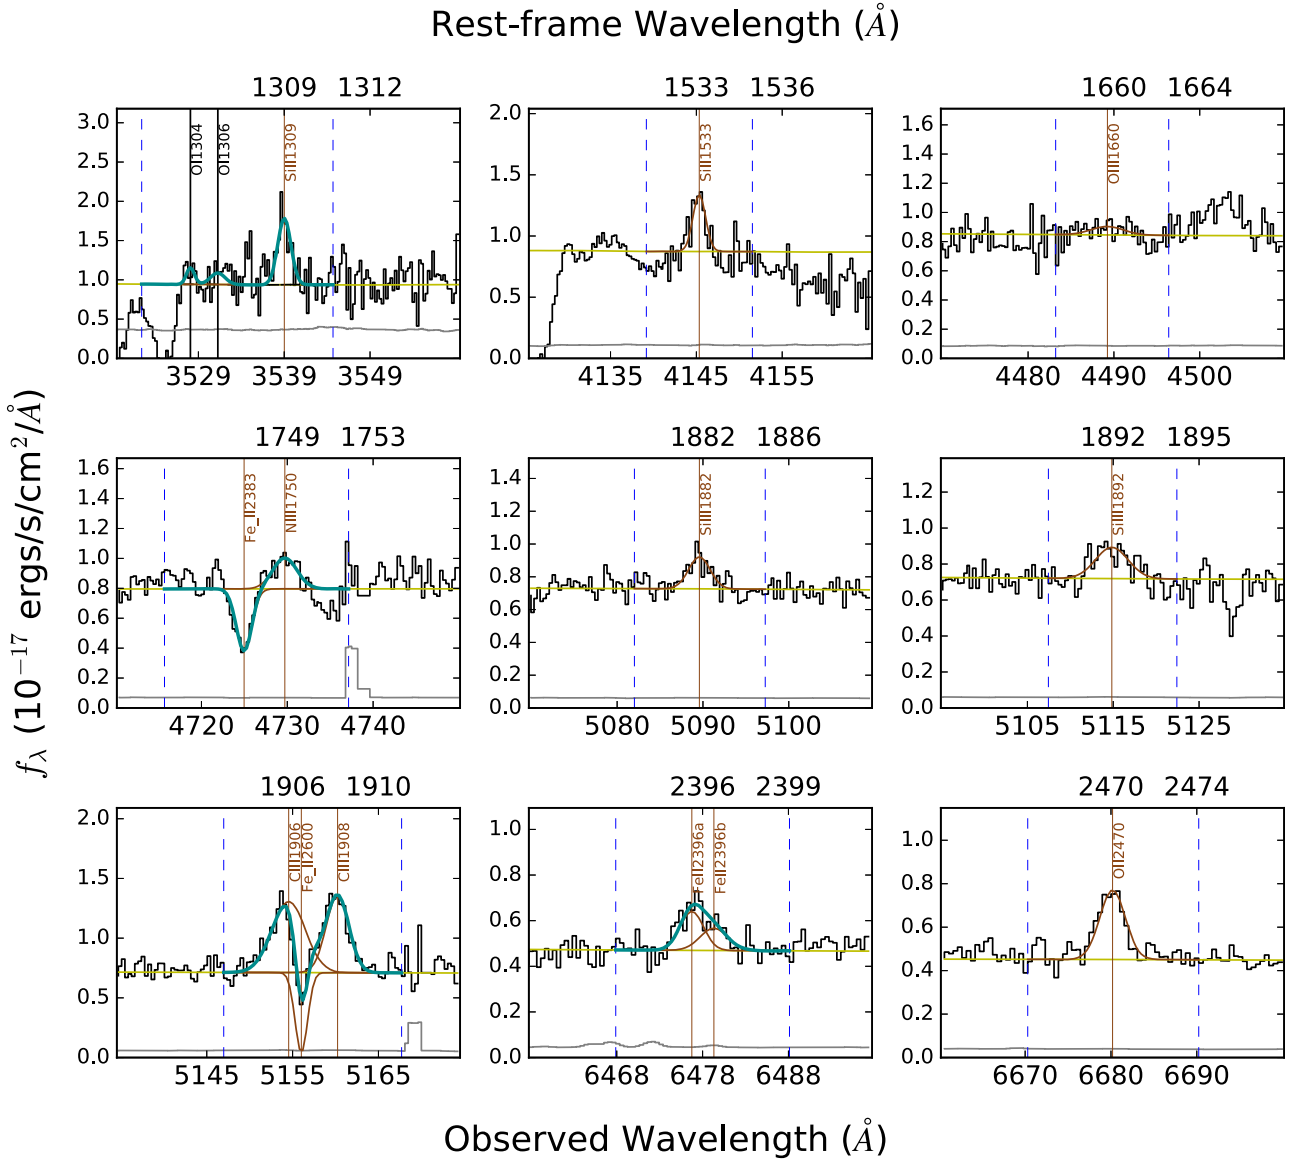 Rest-frame Wavelength (Å)
1309 1312
1533 1536
1660 1664
3.0
2.5
2.0
1.5
1.0
0.5
0.0
OI1304
OI1306
SiII1309
3529 3539 3549
2.0
1.5
1.0
0.5
0.0
SiII1533
4135 4145 4155
1.6
1.4
1.2
1.0
0.8
0.6
0.4
0.2
0.0
OIII1660
4480 4490 4500
1749 1753
1882 1886
1892 1895
1.6
1.4
1.2
1.0
0.8
0.6
0.4
0.2
0.0
Fe_II2383
NIII1750
4720 4730 4740
1.4
1.2
1.0
0.8
0.6
0.4
0.2
0.0
SiIII1882
5080 5090 5100
1.2
1.0
0.8
0.6
0.4
0.2
0.0
SiIII1892
5105 5115 5125
1906 1910
2396 2399
2470 2474
2.0
1.5
1.0
0.5
0.0
CIII1906
Fe_II2600
CIII1908
5145 5155 5165
1.0
0.8
0.6
0.4
0.2
0.0
FeII2396a
FeII2396b
6468 6478 6488
1.0
0.8
0.6
0.4
0.2
0.0
OII2470
6670 6680 6690
fλ (10⁻¹⁷ ergs/s/cm²/Å)
Observed Wavelength (Å)